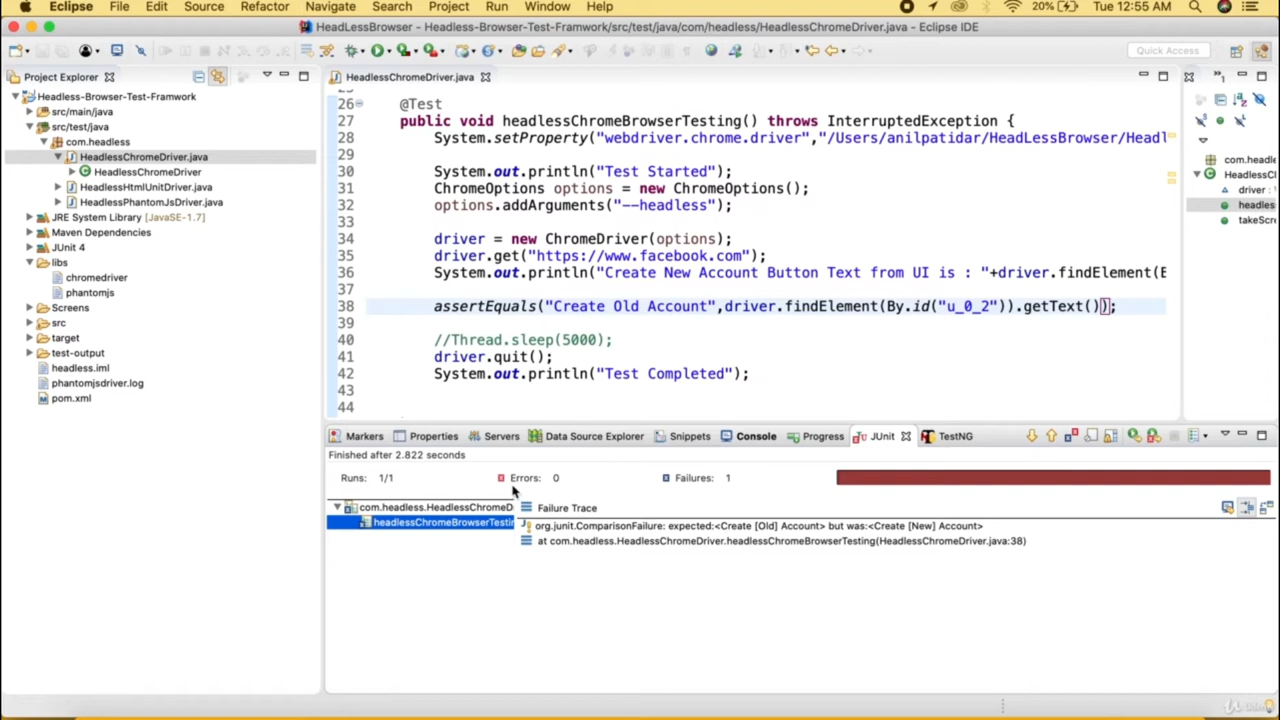 Eclipse File Edit Source Refactor Navigate Search Project Run Window Help 20% Tue 12:55 AM
HeadLessBrowser - Headless-Browser-Test-Framwork/src/test/java/com/headless/HeadlessChromeDriver.java - Eclipse IDE
Quick Access
Project Explorer
Headless-Browser-Test-Framwork
src/main/java
src/test/java
com.headless
HeadlessChromeDriver.java
HeadlessChromeDriver
HeadlessHtmlUnitDriver.java
HeadlessPhantomJsDriver.java
JRE System Library [JavaSE-1.7]
Maven Dependencies
JUnit 4
libs
chromedriver
phantomjs
Screens
src
target
test-output
headless.iml
phantomjsdriver.log
pom.xml
HeadlessChromeDriver.java
26 @Test
27 public void headlessChromeBrowserTesting() throws InterruptedException {
28 System.setProperty("webdriver.chrome.driver","/Users/anilpatidar/HeadLessBrowser/Headl
29
30 System.out.println("Test Started");
31 ChromeOptions options = new ChromeOptions();
32 options.addArguments("--headless");
33
34 driver = new ChromeDriver(options);
35 driver.get("https://www.facebook.com");
36 System.out.println("Create New Account Button Text from UI is : "+driver.findElement(B
37
38 assertEquals("Create Old Account",driver.findElement(By.id("u_0_2")).getText());
39
40 //Thread.sleep(5000);
41 driver.quit();
42 System.out.println("Test Completed");
43
44
com.headle
HeadlessCl
driver :
headles
takeScr
Markers Properties Servers Data Source Explorer Snippets Console Progress JUnit TestNG
Finished after 2.822 seconds
Runs: 1/1 Errors: 0 Failures: 1
com.headless.HeadlessChromeD
headlessChromeBrowserTestin
Failure Trace
org.junit.ComparisonFailure: expected:<Create [Old] Account> but was:<Create [New] Account>
at com.headless.HeadlessChromeDriver.headlessChromeBrowserTesting(HeadlessChromeDriver.java:38)